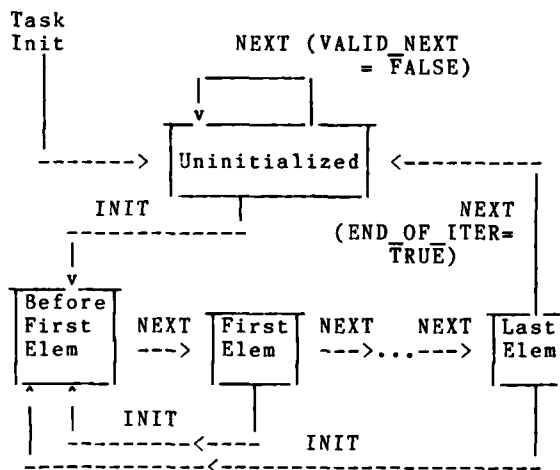 Task
Init
NEXT (VALID_NEXT
= FALSE)
Uninitialized
INIT
NEXT
(END_OF_ITER=
TRUE)
Before
First
Elem
NEXT
First
Elem
NEXT
...
NEXT
Last
Elem
INIT
INIT